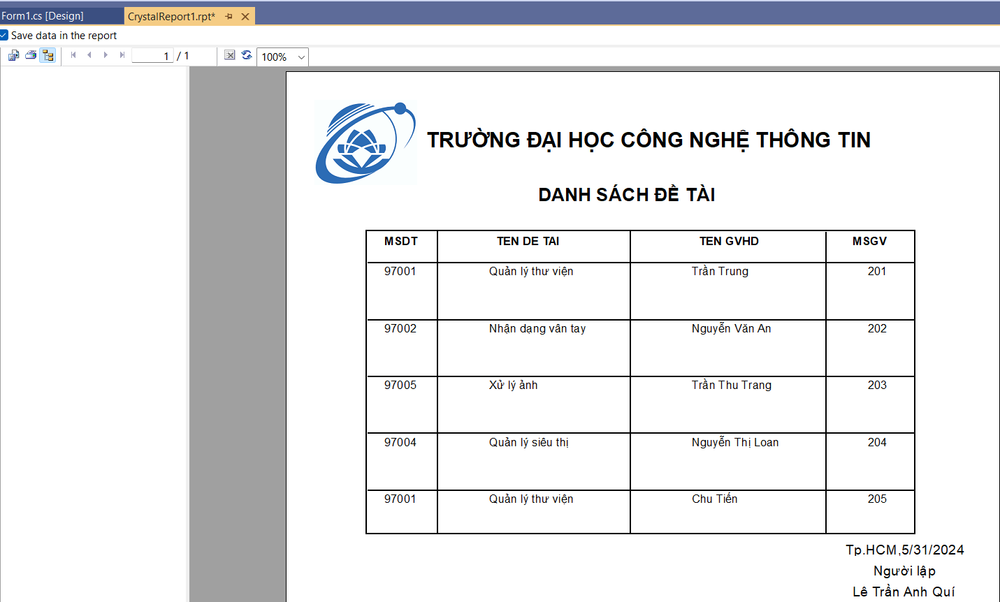 Form1.cs [Design] CrystalReport1.rpt*
Save data in the report
1 / 1 100%
TRƯỜNG ĐẠI HỌC CÔNG NGHỆ THÔNG TIN
DANH SÁCH ĐỀ TÀI
MSDT TEN DE TAI TEN GVHD MSGV
97001 Quản lý thư viện Trần Trung 201
97002 Nhận dạng vân tay Nguyễn Văn An 202
97005 Xử lý ảnh Trần Thu Trang 203
97004 Quản lý siêu thị Nguyễn Thị Loan 204
97001 Quản lý thư viện Chu Tiến 205
Tp.HCM,5/31/2024
Người lập
Lê Trần Anh Quí